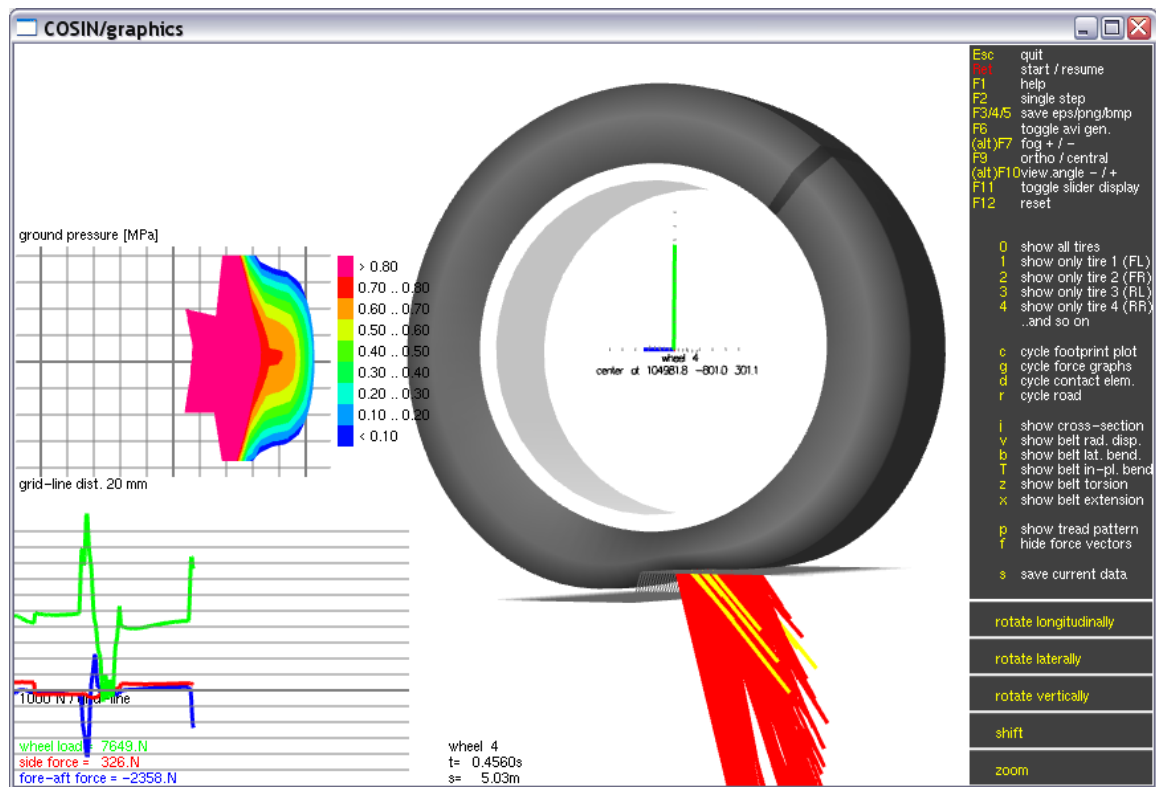 COSIN/graphics
Esc quit
Ret start / resume
F1 help
F2 single step
F3/4/5 save eps/png/bmp
F6 toggle avi gen.
(alt)F7 fog + / -
F9 ortho / central
(alt)F10view.angle - / +
F11 toggle slider display
F12 reset
0 show all tires
1 show only tire 1 (FL)
2 show only tire 2 (FR)
3 show only tire 3 (RL)
4 show only tire 4 (RR)
..and so on
c cycle footprint plot
g cycle force graphs
d cycle contact elem.
r cycle road
i show cross-section
v show belt rad. disp.
b show belt lat. bend.
T show belt in-pl. bend
z show belt torsion
x show belt extension
p show tread pattern
f hide force vectors
s save current data
rotate longitudinally
rotate laterally
rotate vertically
shift
zoom
ground pressure [MPa]
> 0.80
0.70 .. 0.80
0.60 .. 0.70
0.50 .. 0.60
0.40 .. 0.50
0.30 .. 0.40
0.20 .. 0.30
0.10 .. 0.20
< 0.10
grid-line dist. 20 mm
wheel 4
center at 104981.8 -801.0 301.1
1000 N / grid-line
wheel load = 7649.N
side force = 326.N
fore-aft force = -2358.N
wheel 4
t= 0.4560s
s= 5.03m